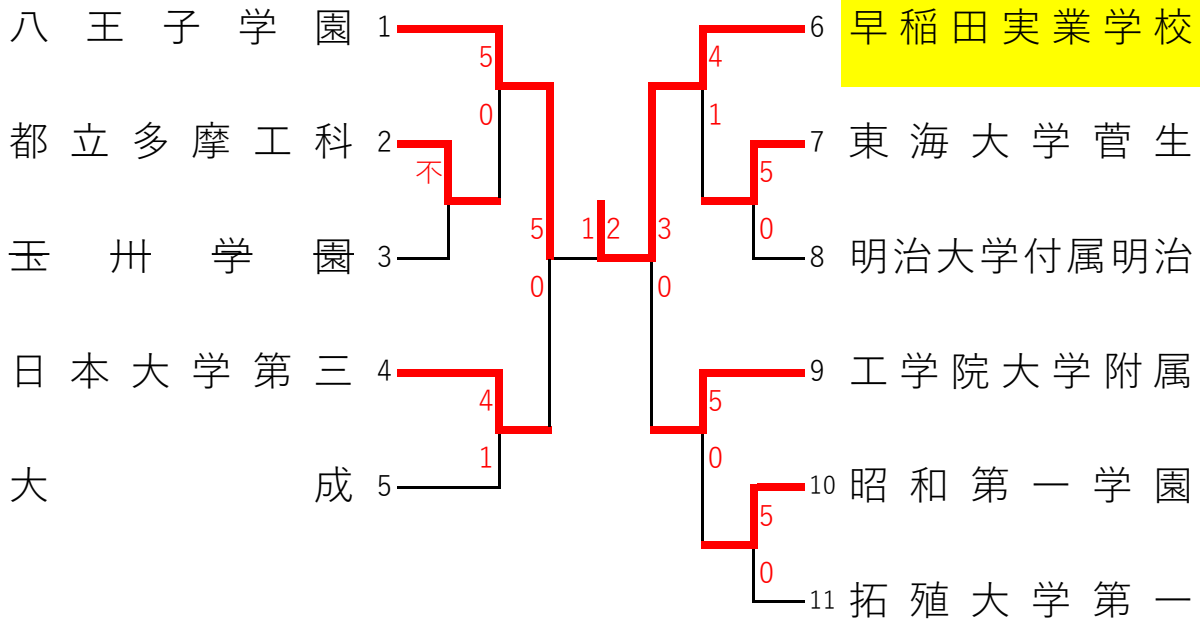 八王子学園 1
5
0
都立多摩工科 2
不
玉川学園 3
5
0
日本大学第三 4
4
1
大成 5
1 2
6 早稲田実業学校
4
1
7 東海大学菅生
5
0
8 明治大学付属明治
3
0
9 工学院大学附属
5
0
10 昭和第一学園
5
0
11 拓殖大学第一